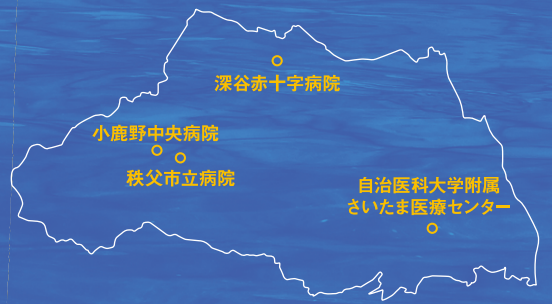 深谷赤十字病院
小鹿野中央病院
秩父市立病院
自治医科大学附属
さいたま医療センター